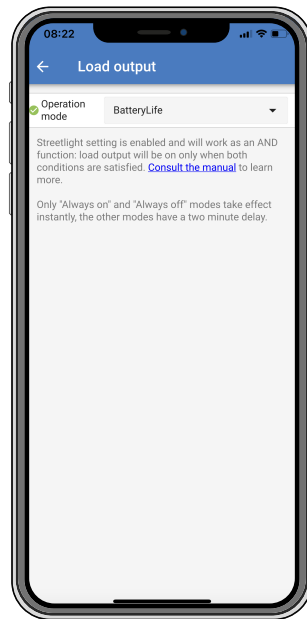 08:22
Load output
Operation
mode
BatteryLife
Streetlight setting is enabled and will work as an AND
function: load output will be on only when both
conditions are satisfied. Consult the manual to learn
more.
Only "Always on" and "Always off" modes take effect
instantly, the other modes have a two minute delay.